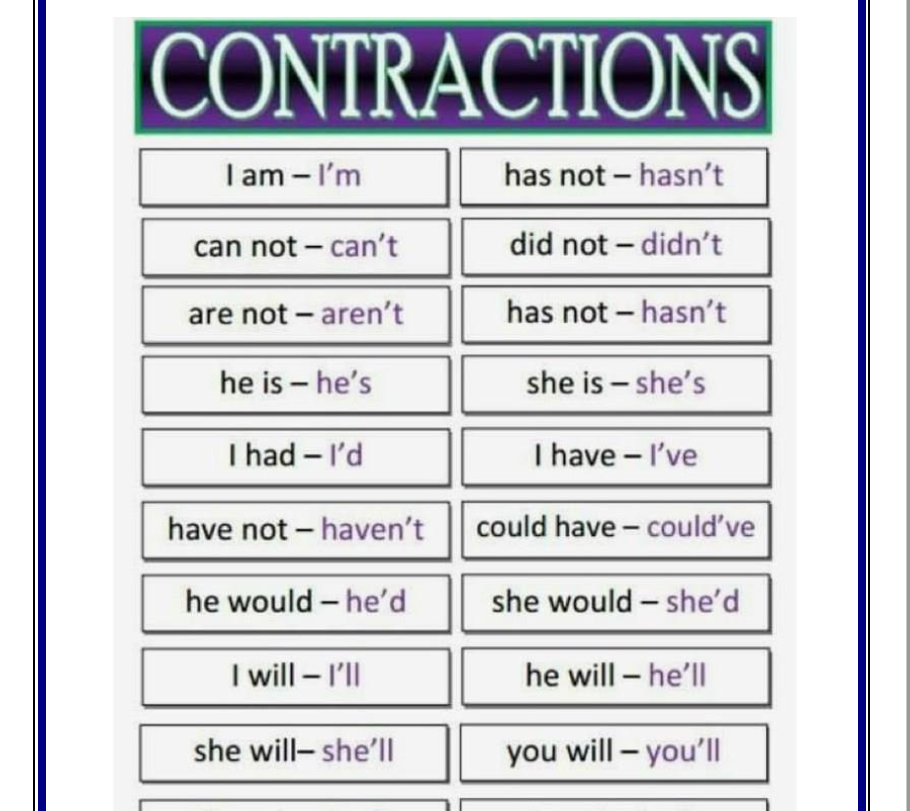 CONTRACTIONS
I am – I’m
has not – hasn’t
can not – can’t
did not – didn’t
are not – aren’t
has not – hasn’t
he is – he’s
she is – she’s
I had – I’d
I have – I’ve
have not – haven’t
could have – could’ve
he would – he’d
she would – she’d
I will – I’ll
he will – he’ll
she will– she’ll
you will – you’ll